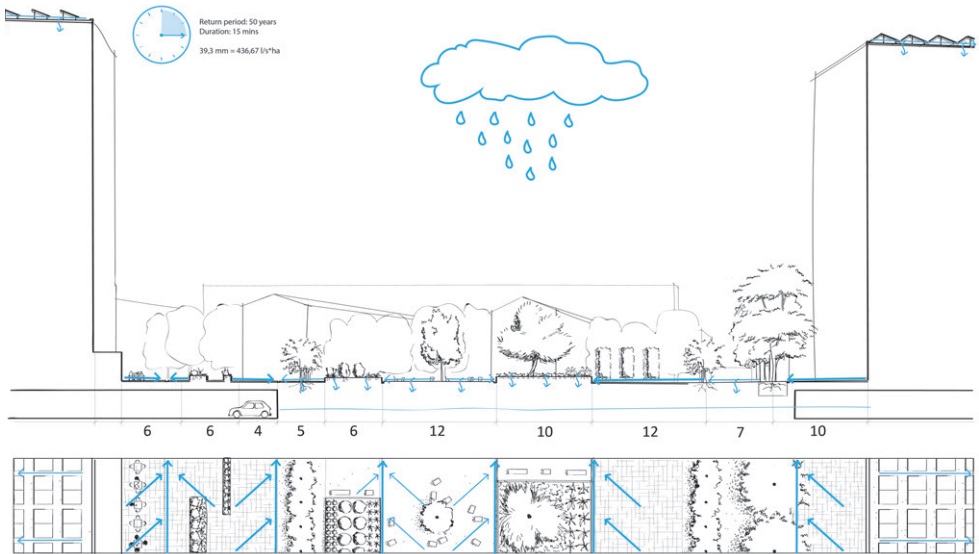 Return period: 50 years
Duration: 15 mins
39,3 mm = 436,67 l/s*ha
6 6 4 5 6 12 10 12 7 10